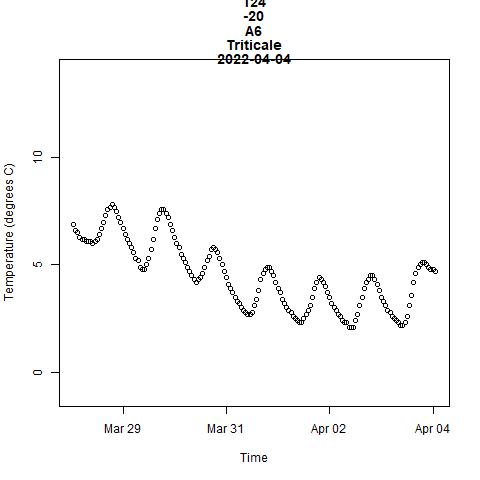 124
-20
A6
Triticale
2022-04-04
Temperature (degrees C)
10
5
0
Mar 29
Mar 31
Apr 02
Apr 04
Time